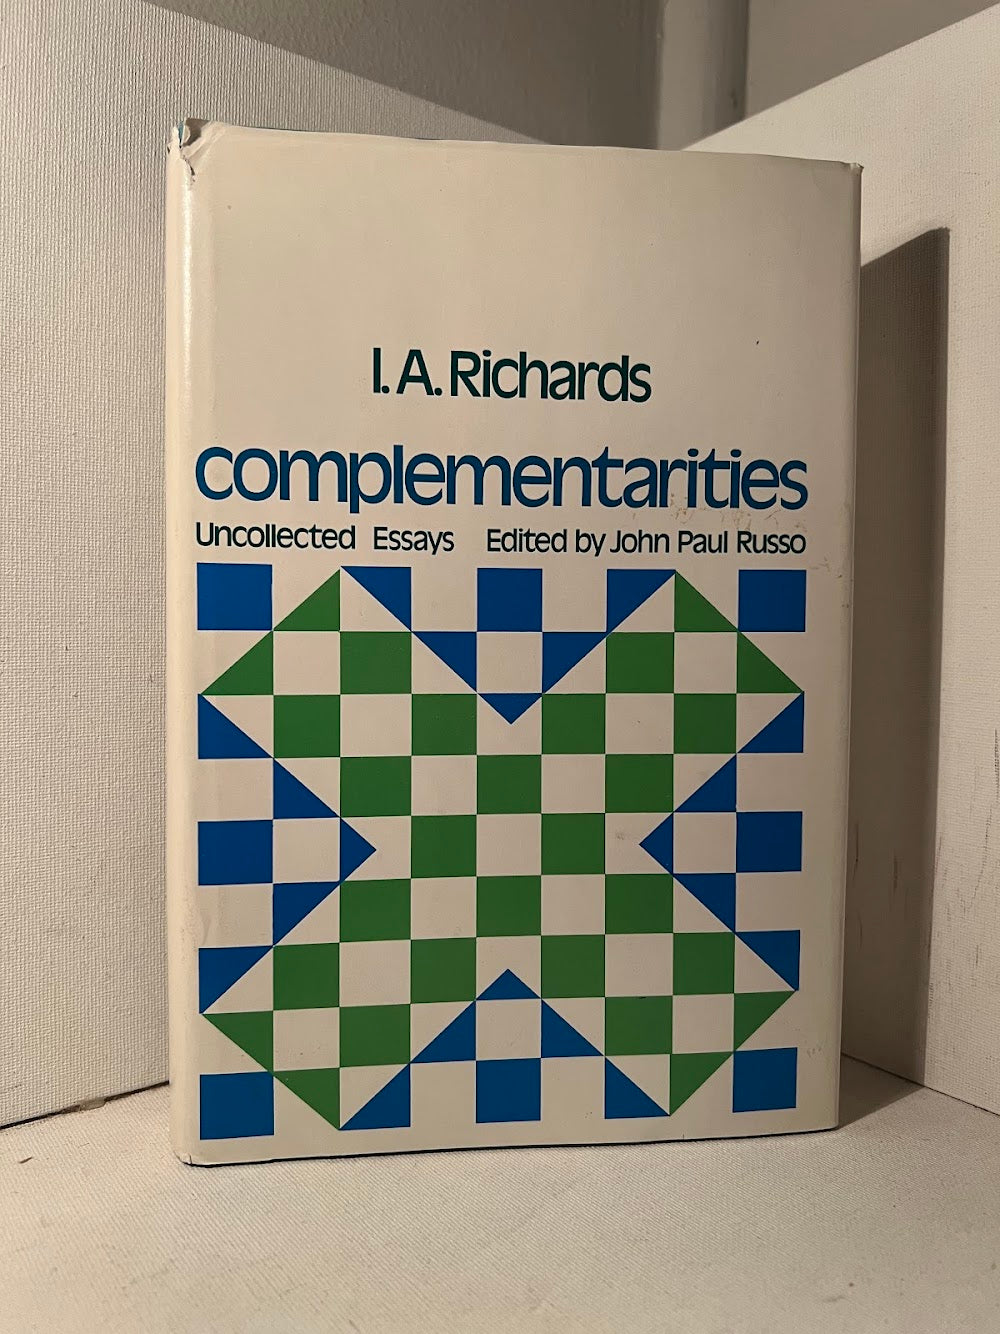 I. A. Richards
complementarities
Uncollected Essays Edited by John Paul Russo